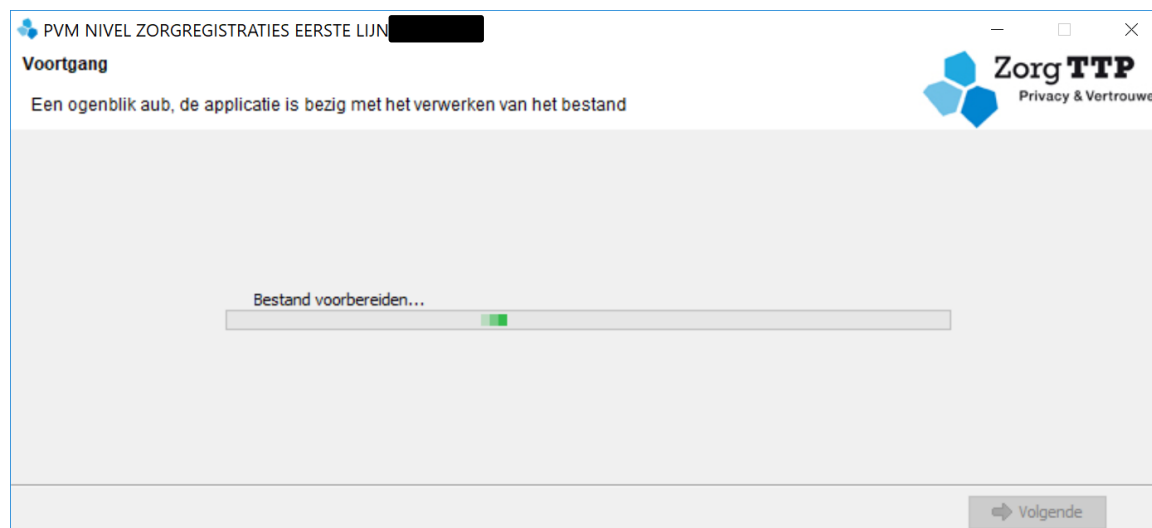 PVM NIVEL ZORGREGISTRATIES EERSTE LIJN
Voortgang
Een ogenblik aub, de applicatie is bezig met het verwerken van het bestand
Zorg TTP
Privacy & Vertrouwe
Bestand voorbereiden...
Volgende